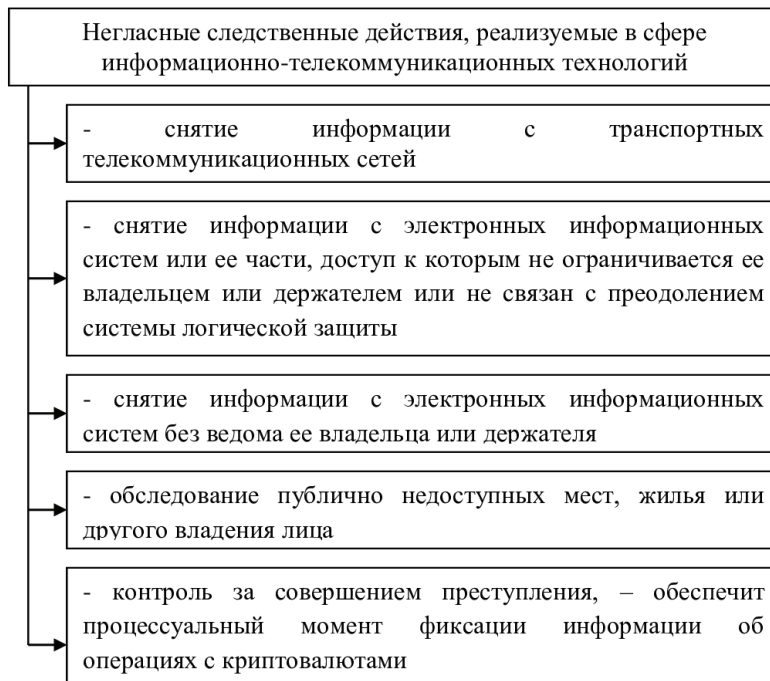 Негласные следственные действия, реализуемые в сфере
информационно-телекоммуникационных технологий
- снятие информации с транспортных
телекоммуникационных сетей
- снятие информации с электронных информационных
систем или ее части, доступ к которым не ограничивается ее
владельцем или держателем или не связан с преодолением
системы логической защиты
- снятие информации с электронных информационных
систем без ведома ее владельца или держателя
- обследование публично недоступных мест, жилья или
другого владения лица
- контроль за совершением преступления, – обеспечит
процессуальный момент фиксации информации об
операциях с криптовалютами